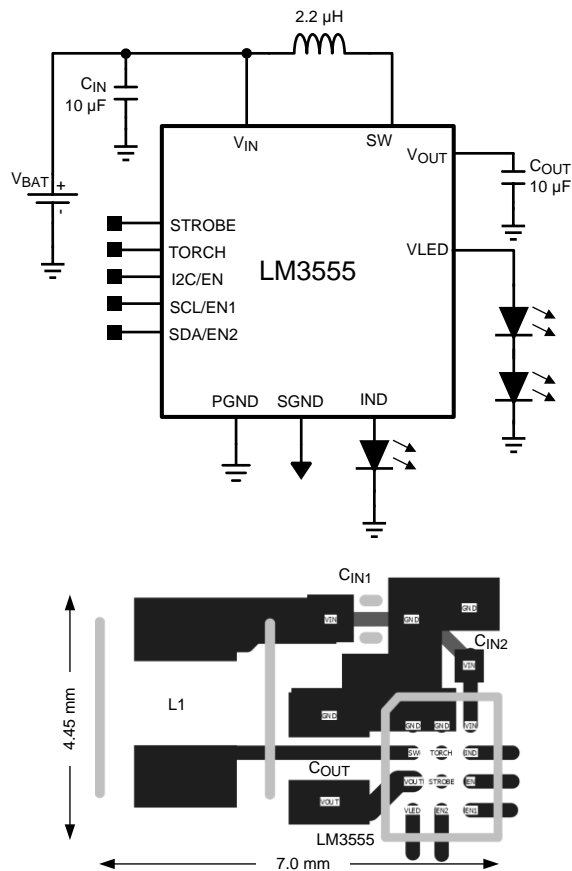 2.2 µH
CIN
10 µF
VIN
SW
VOUT
COUT
10 µF
VBAT
+
-
STROBE
TORCH
I2C/EN
SCL/EN1
SDA/EN2
LM3555
VLED
PGND
SGND
IND
CIN1
VIN
GND
GND
CIN2
VIN
4.45 mm
L1
GND
GND
GND
VIN
SW
TORCH
IND
COUT
VOUT
VOUT
STROBE
EN
LM3555
VLED
EN2
EN1
7.0 mm